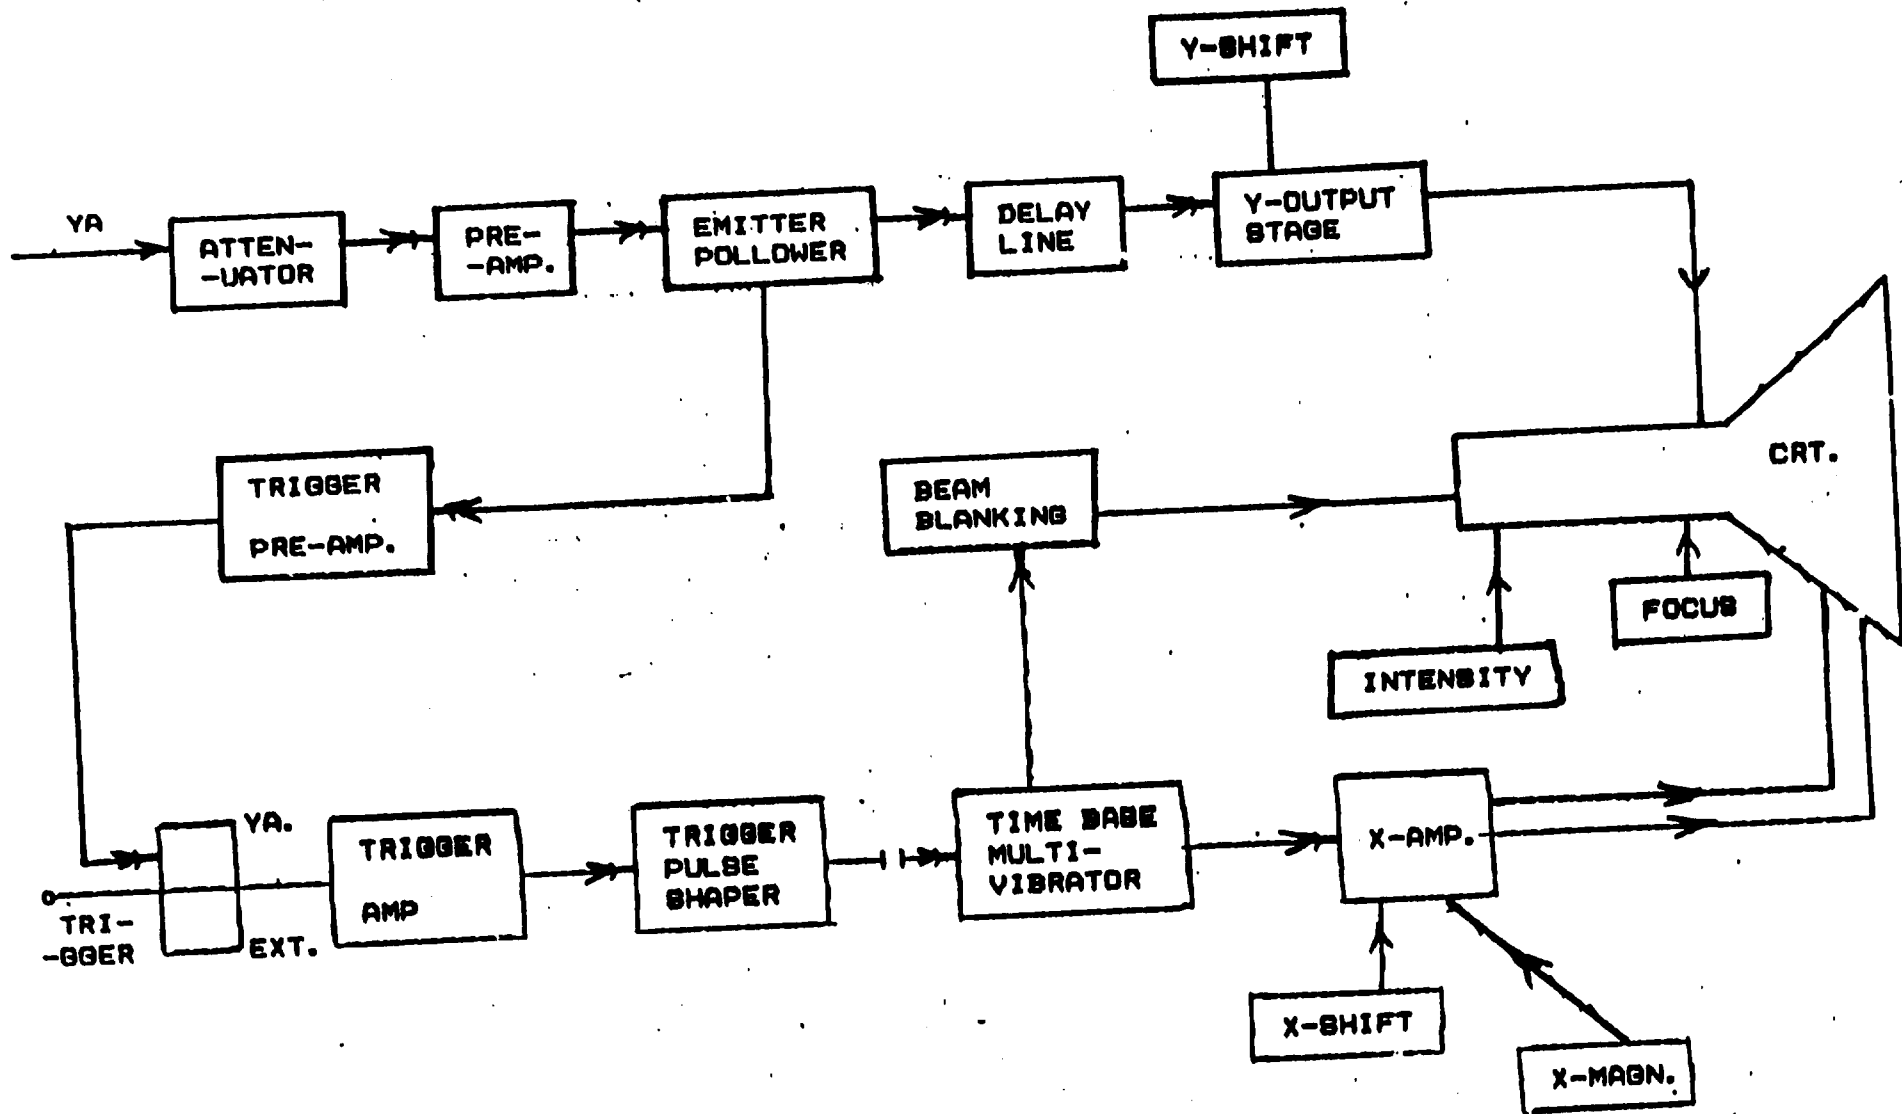 Y-SHIFT
YA
ATTEN-
-UATOR
PRE-
-AMP.
EMITTER
POLLOWER
DELAY
LINE
Y-OUTPUT
STAGE
CRT.
TRIGGER
PRE-AMP.
BEAM
BLANKING
FOCUS
INTENSITY
YA.
TRI-
-GGER
EXT.
TRIGGER
AMP
TRIGGER
PULSE
SHAPER
TIME BASE
MULTI-
VIBRATOR
X-AMP.
X-SHIFT
X-MAGN.